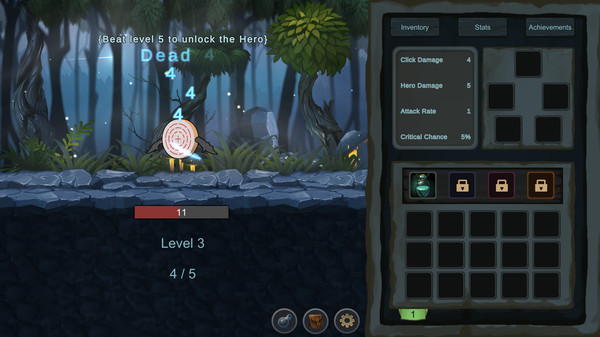 {Beat level 5 to unlock the Hero}
Dead 4
4
4
4
11
Level 3
4 / 5
Inventory
Stats
Achievements
Click Damage 4
Hero Damage 5
Attack Rate 1
Critical Chance 5%
1